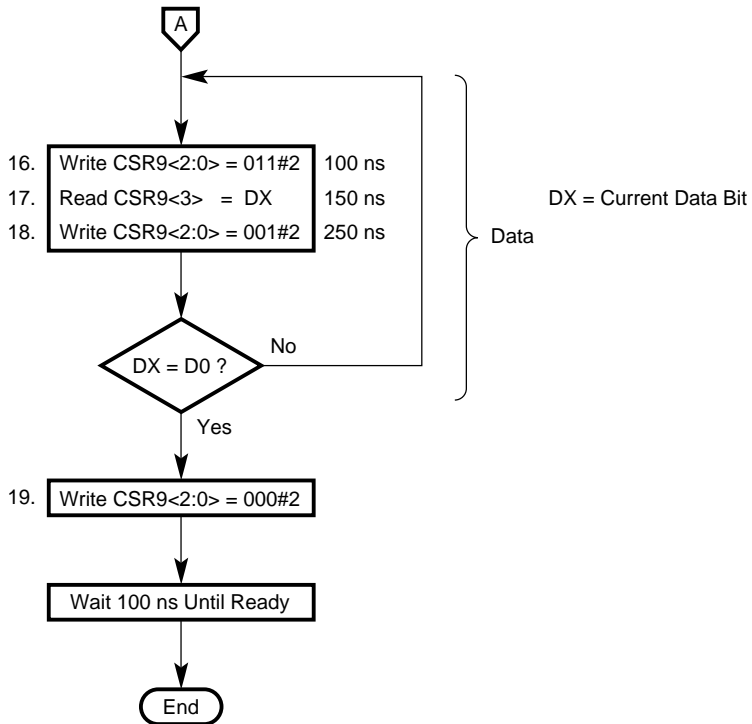 A
16. Write CSR9<2:0> = 011#2 100 ns
17. Read CSR9<3> = DX 150 ns
18. Write CSR9<2:0> = 001#2 250 ns
DX = Current Data Bit
Data
DX = D0 ?
No
Yes
19. Write CSR9<2:0> = 000#2
Wait 100 ns Until Ready
End